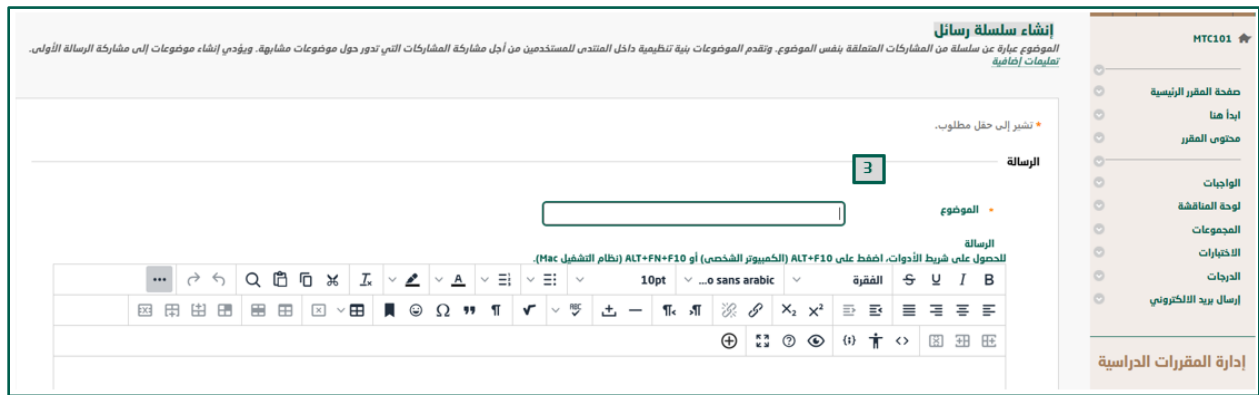 MTC101
صفحة المقرر الرئيسية
ابدأ هنا
محتوى المقرر
الواجبات
لوحة المناقشة
المجموعات
الاختبارات
الدرجات
إرسال بريد الالكتروني
إدارة المقررات الدراسية
إنشاء سلسلة رسائل
الموضوع عبارة عن سلسلة من المشاركات المتعلقة بنفس الموضوع. وتقدم الموضوعات بنية تنظيمية داخل المنتدى للمستخدمين من أجل مشاركة المشاركات التي تدور حول موضوعات مشابهة. ويؤدي إنشاء موضوعات إلى مشاركة الرسالة الأولى.
تعليمات إضافية
* تشير إلى حقل مطلوب.
الرسالة
3
* الموضوع
الرسالة
للحصول على شريط الأدوات، اضغط على ALT+F10 (الكمبيوتر الشخصي) أو ALT+FN+F10 (نظام التشغيل Mac).
B I U S الفقرة ...o sans arabic 10pt